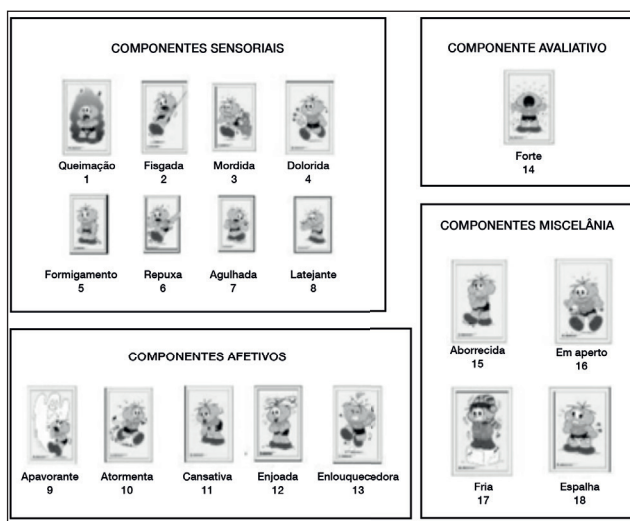 COMPONENTES SENSORIAIS
Queimação Fisgada Mordida Dolorida
1 2 3 4
Formigamento Repuxa Agulhada Latejante
5 6 7 8
COMPONENTES AFETIVOS
Apavorante Atormenta Cansativa Enjoada Enlouquecedora
9 10 11 12 13
COMPONENTE AVALIATIVO
Forte
14
COMPONENTES MISCELÂNIA
Aborrecida Em aperto
15 16
Fria Espalha
17 18